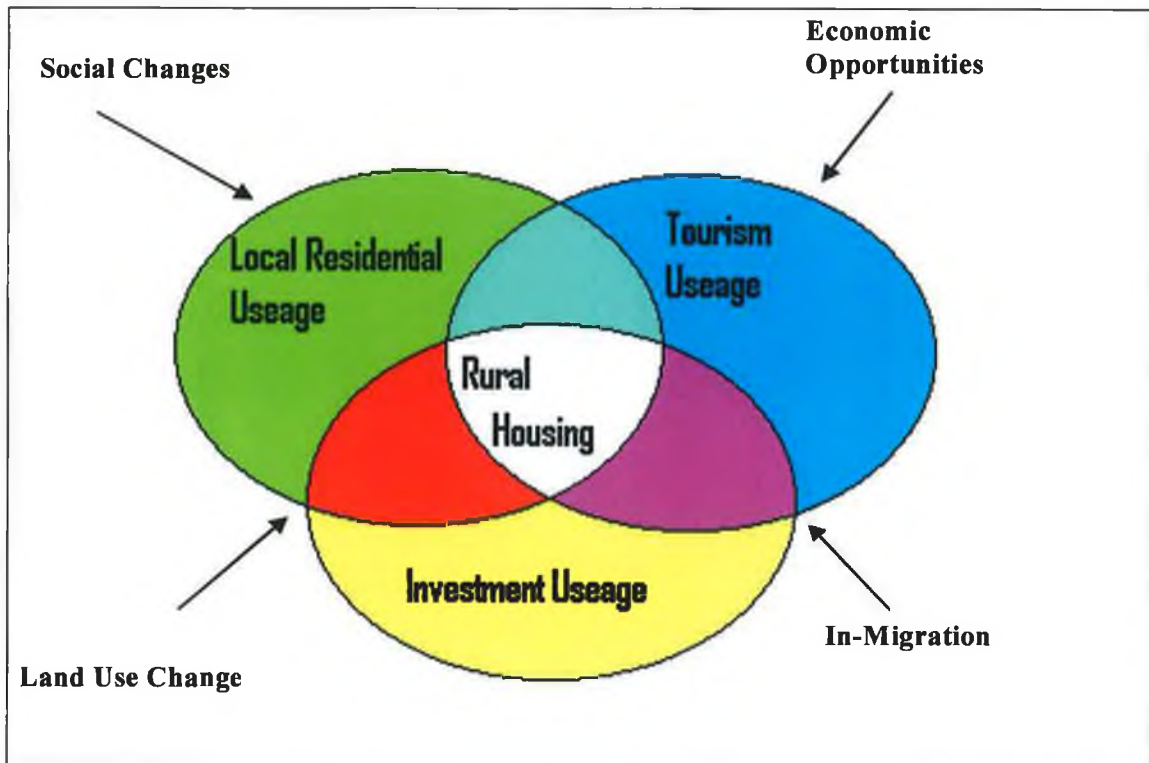 Economic
Opportunities
Social Changes
Local Residential
Useage
Tourism
Useage
Rural
Housing
Investment Useage
In-Migration
Land Use Change